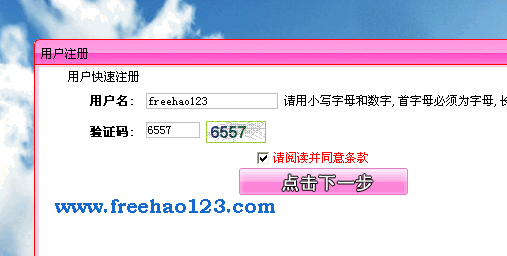 用户注册
用户快速注册
用户名： freehao123 请用小写字母和数字, 首字母必须为字母,
验证码： 6557 6557
请阅读并同意条款
点击下一步
www.freehao123.com